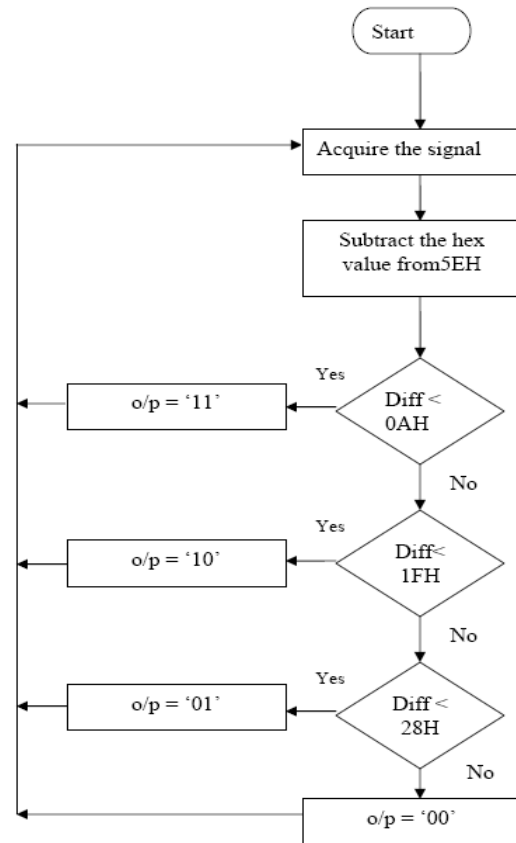 Start
Acquire the signal
Subtract the hex
value from5EH
Diff <
0AH
Yes
o/p = ‘11’
No
Diff<
1FH
Yes
o/p = ‘10’
No
Diff <
28H
Yes
o/p = ‘01’
No
o/p = ‘00’